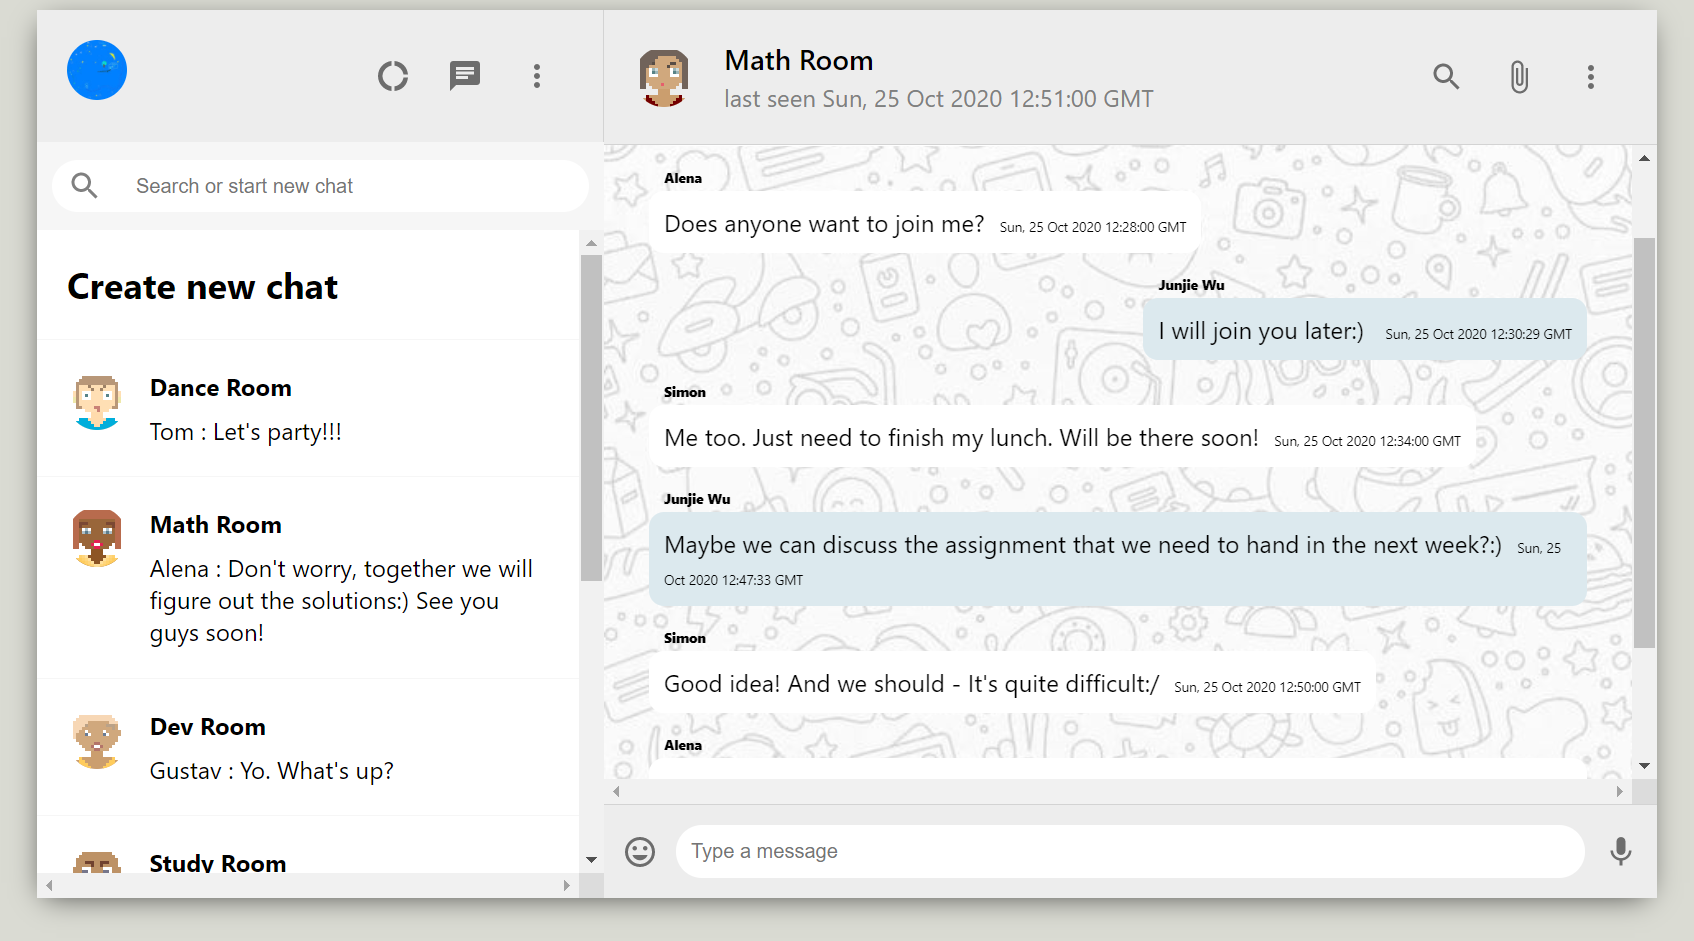 Search or start new chat
Create new chat
Dance Room
Tom : Let's party!!!
Math Room
Alena : Don't worry, together we will
figure out the solutions:) See you
guys soon!
Dev Room
Gustav : Yo. What's up?
Study Room
Math Room
last seen Sun, 25 Oct 2020 12:51:00 GMT
Alena
Does anyone want to join me? Sun, 25 Oct 2020 12:28:00 GMT
Junjie Wu
I will join you later:) Sun, 25 Oct 2020 12:30:29 GMT
Simon
Me too. Just need to finish my lunch. Will be there soon! Sun, 25 Oct 2020 12:34:00 GMT
Junjie Wu
Maybe we can discuss the assignment that we need to hand in the next week?:) Sun, 25
Oct 2020 12:47:33 GMT
Simon
Good idea! And we should - It's quite difficult:/ Sun, 25 Oct 2020 12:50:00 GMT
Alena
Type a message